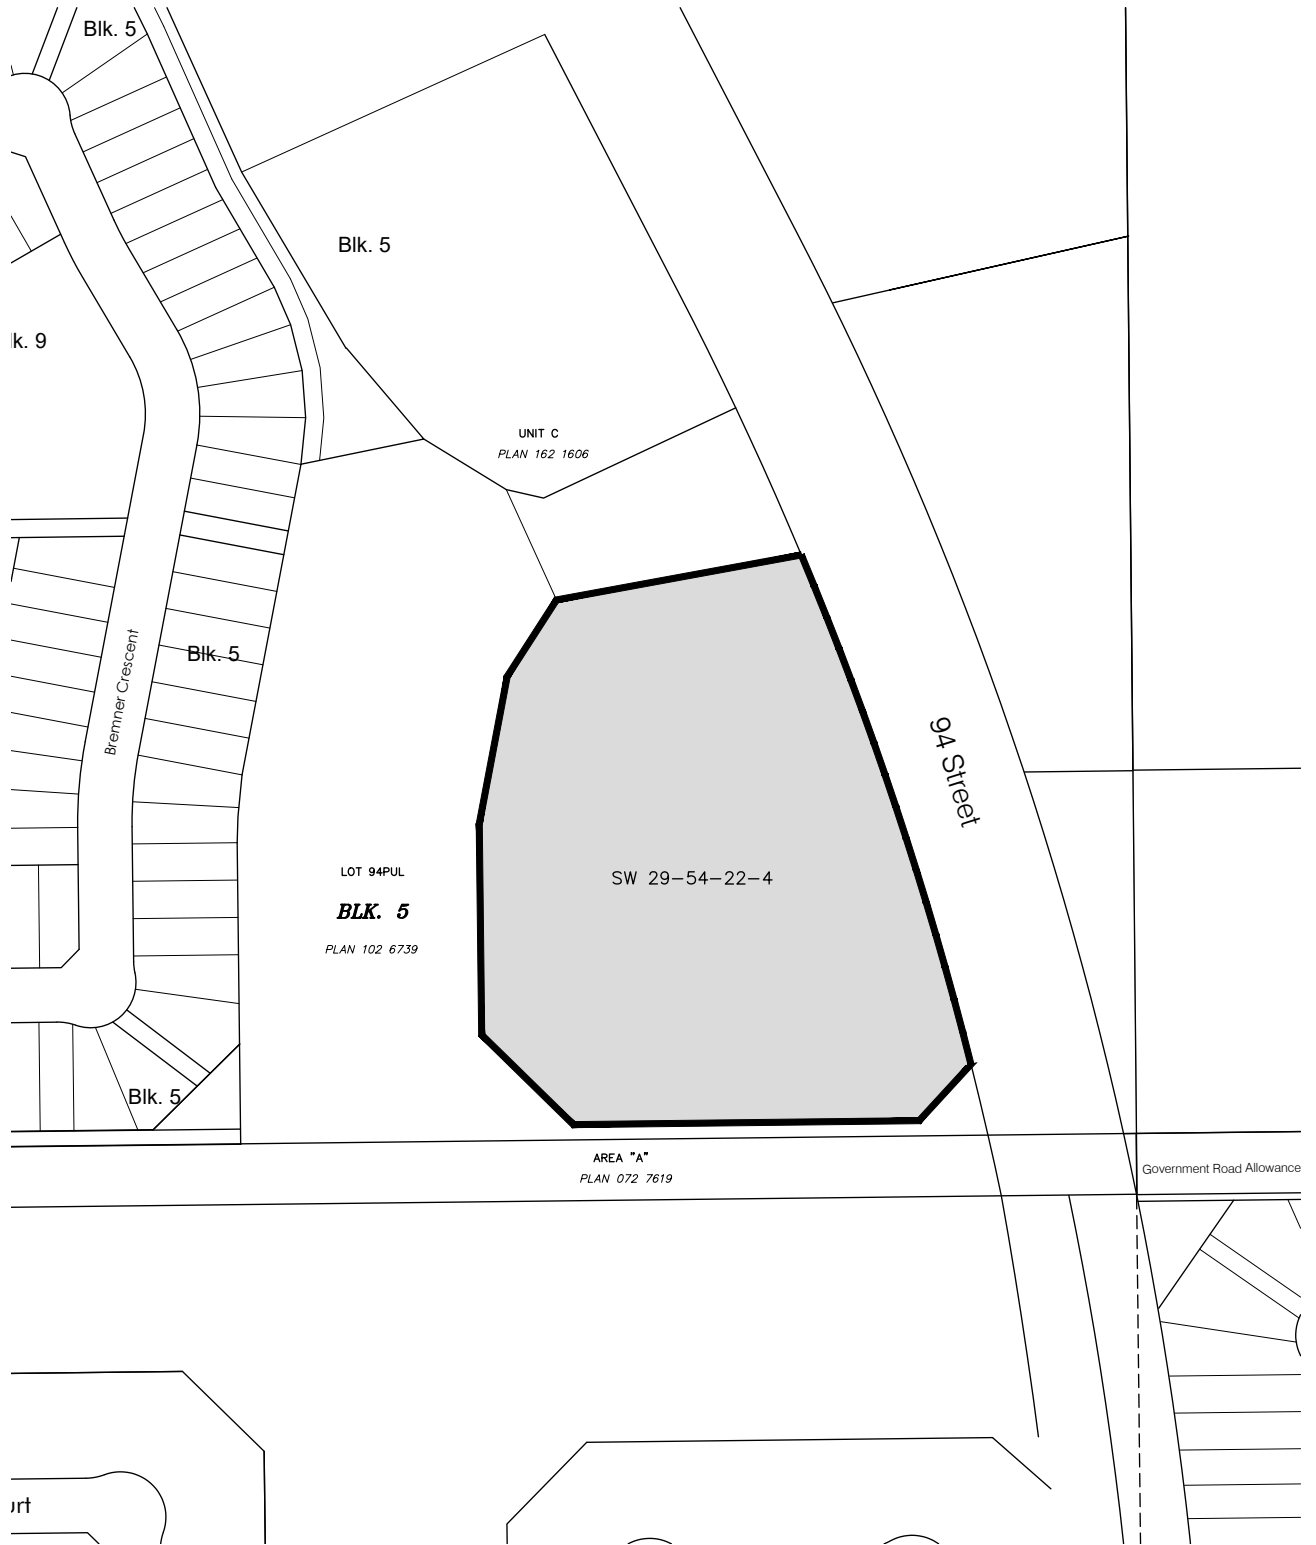 Blk. 5
Blk. 5
lk. 9
UNIT C
PLAN 162 1606
Blk. 5
Bremner Crescent
94 Street
LOT 94PUL
BLK. 5
PLAN 102 6739
SW 29-54-22-4
Blk. 5
AREA "A"
PLAN 072 7619
Government Road Allowance
urt